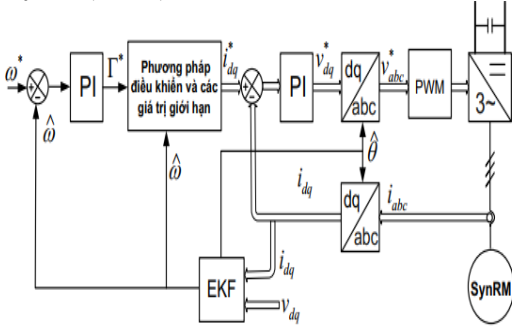 ω*
PI
Γ*
Phương pháp
điều khiển và các
giá trị giới hạn
i*dq
PI
v*dq
dq
abc
v*abc
PWM
3~
ω̂
ω̂
θ̂
idq
dq
abc
iabc
idq
EKF
vdq
SynRM